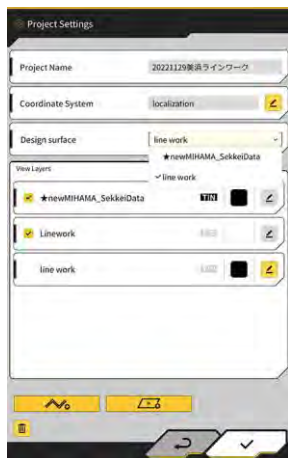 Project Settings
Project Name 20221129美浜ラインワーク
Coordinate System localization
Design surface line work
★newMIHAMA_SekkeiData
✓line work
View Layers
★newMIHAMA_SekkeiData TIN
Linework
line work